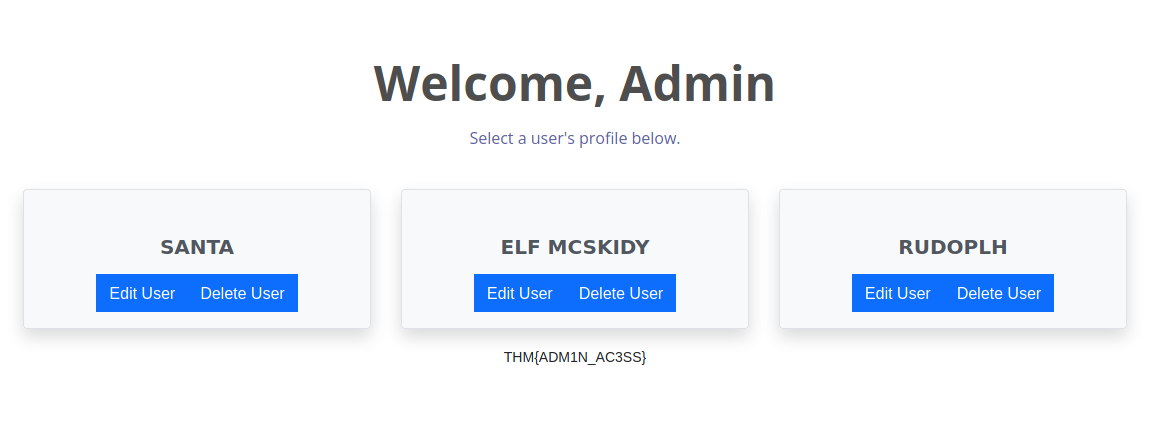 Welcome, Admin
Select a user's profile below.
SANTA
Edit User Delete User
ELF MCSKIDY
Edit User Delete User
RUDOPLH
Edit User Delete User
THM{ADM1N_AC3SS}